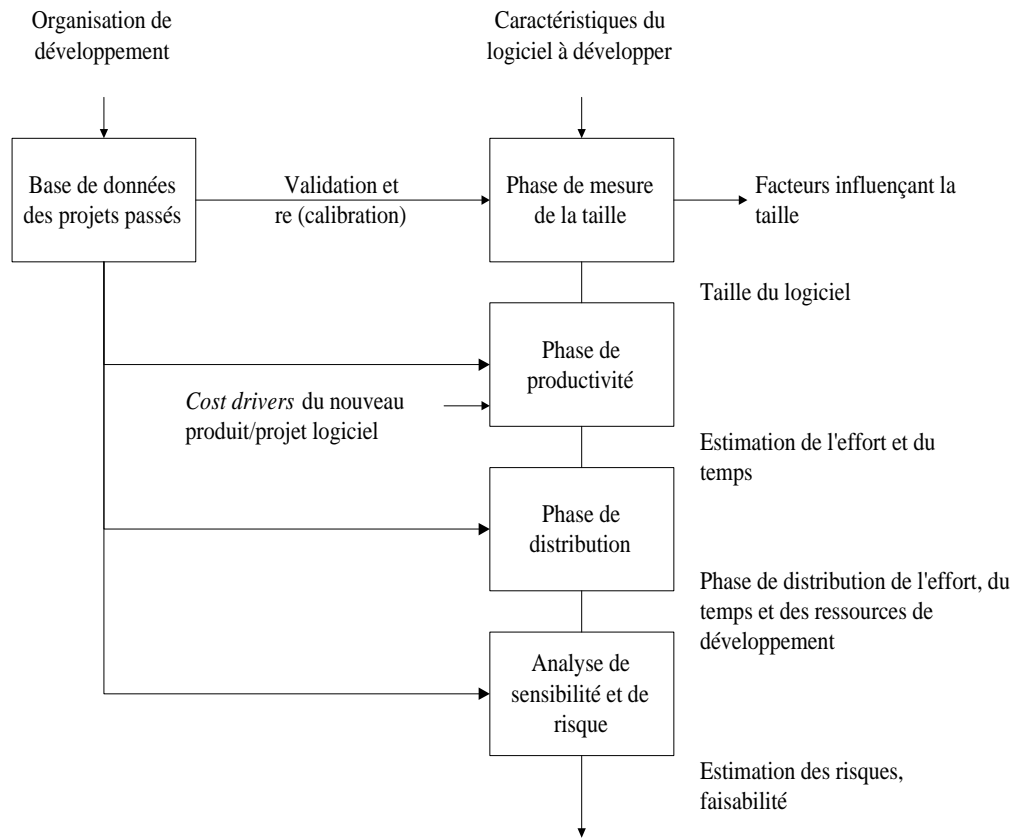 Organisation de
développement
Caractéristiques du
logiciel à développer
Base de données
des projets passés
Validation et
re (calibration)
Phase de mesure
de la taille
Facteurs influençant la
taille
Taille du logiciel
Phase de
productivité
Cost drivers du nouveau
produit/projet logiciel
Estimation de l'effort et du
temps
Phase de
distribution
Phase de distribution de l'effort, du
temps et des ressources de
développement
Analyse de
sensibilité et de
risque
Estimation des risques,
faisabilité